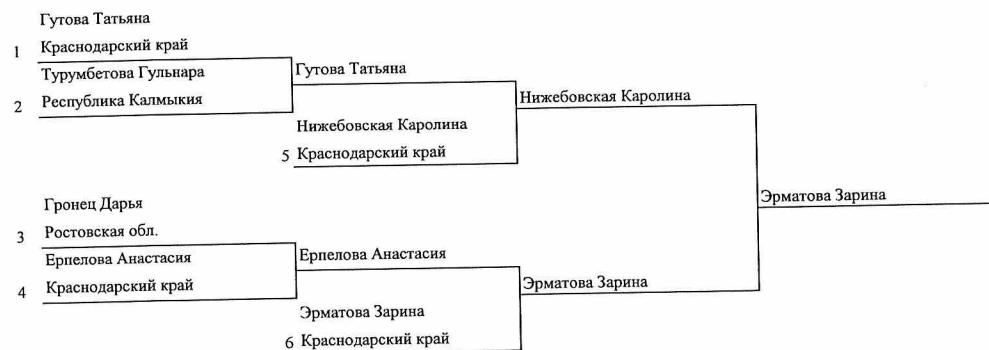 Гутова Татьяна
1 Краснодарский край
Турумбетова Гульнара
2 Республика Калмыкия
Гутова Татьяна
Нижебовская Каролина
5 Краснодарский край
Нижебовская Каролина
Гронец Дарья
3 Ростовская обл.
Ерпелова Анастасия
4 Краснодарский край
Ерпелова Анастасия
Эрматова Зарина
6 Краснодарский край
Эрматова Зарина
Эрматова Зарина